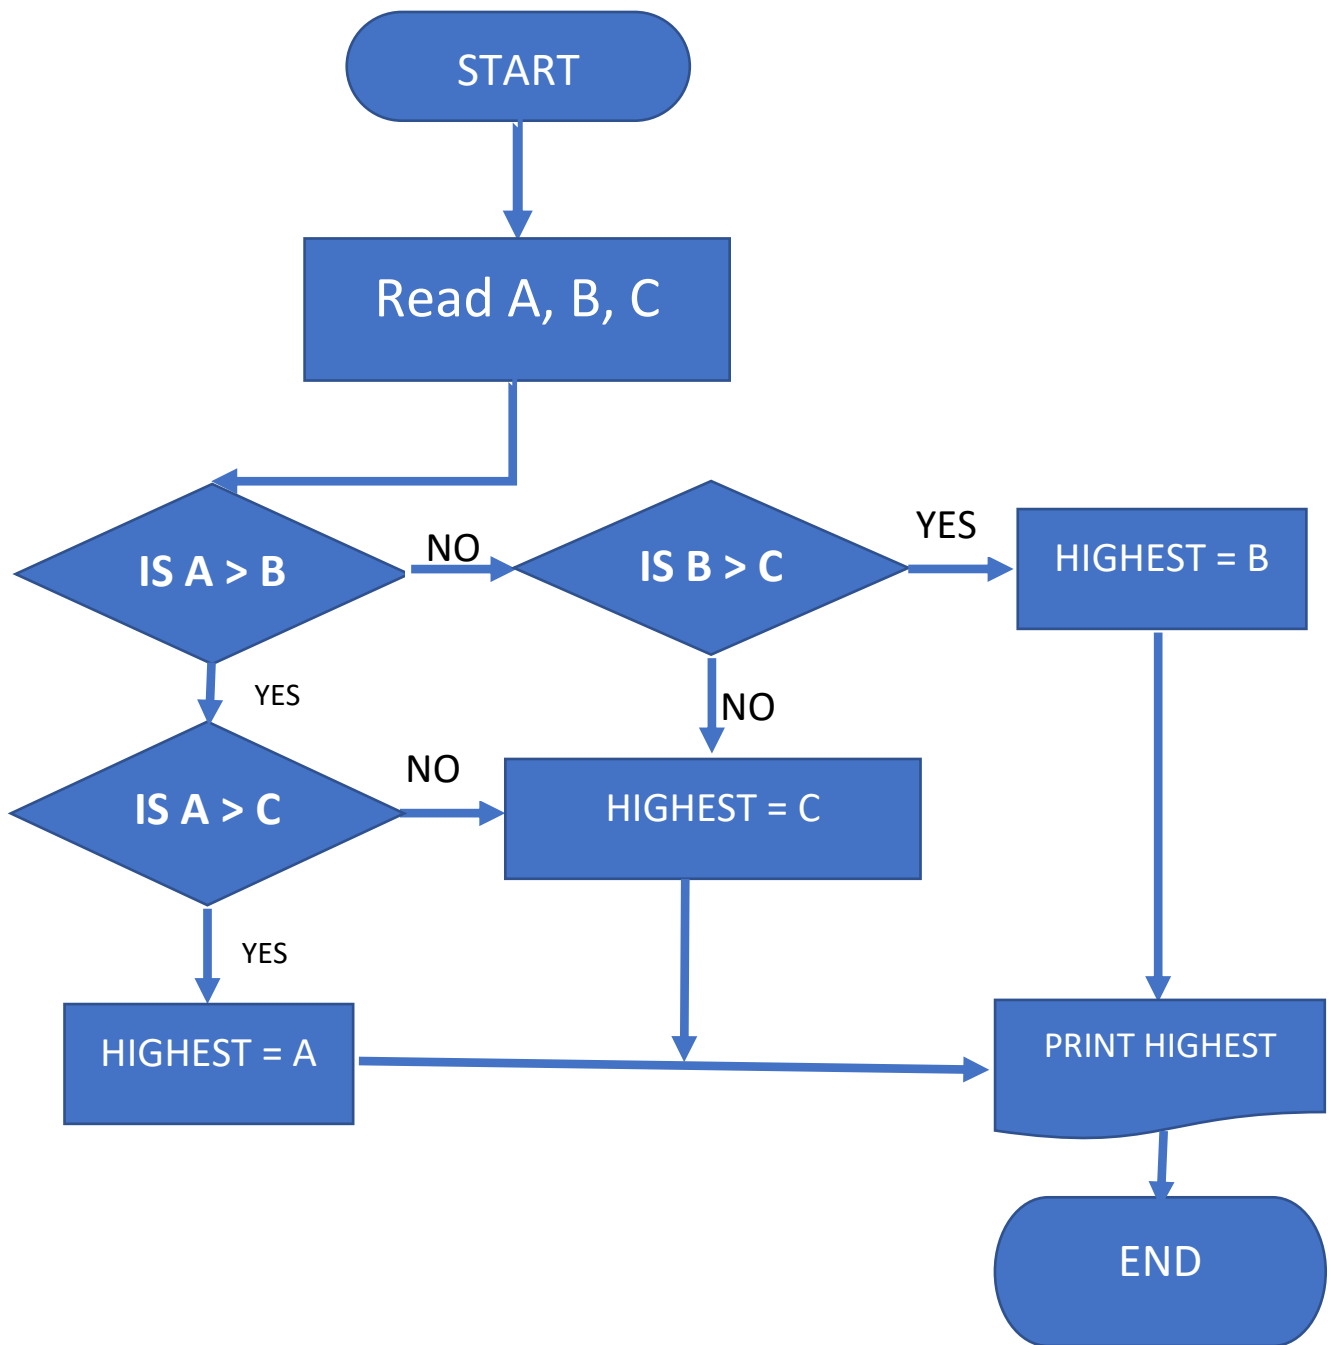 START
Read A, B, C
IS A > B
NO
IS B > C
YES
HIGHEST = B
YES
NO
IS A > C
NO
HIGHEST = C
YES
HIGHEST = A
PRINT HIGHEST
END